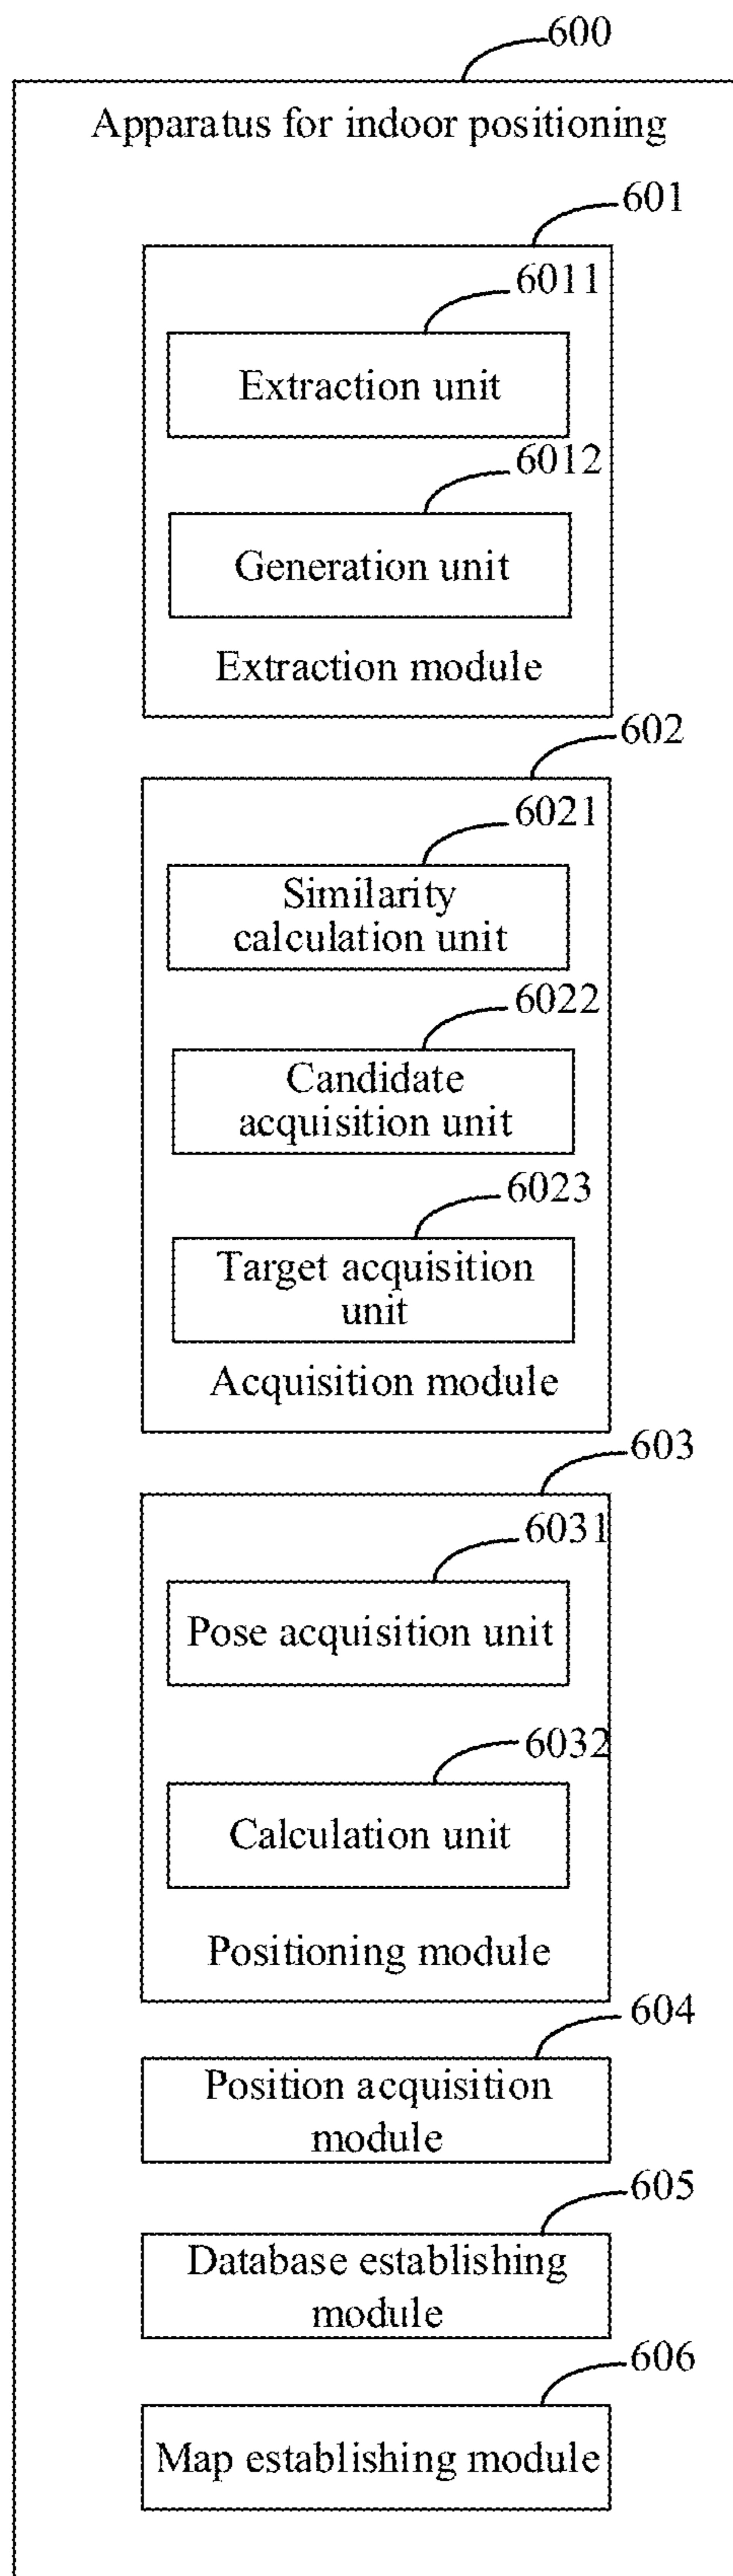 600
Apparatus for indoor positioning
601
6011
Extraction unit
6012
Generation unit
Extraction module
602
6021
Similarity
calculation unit
6022
Candidate
acquisition unit
6023
Target acquisition
unit
Acquisition module
603
6031
Pose acquisition unit
6032
Calculation unit
Positioning module
604
Position acquisition
module
605
Database establishing
module
606
Map establishing module